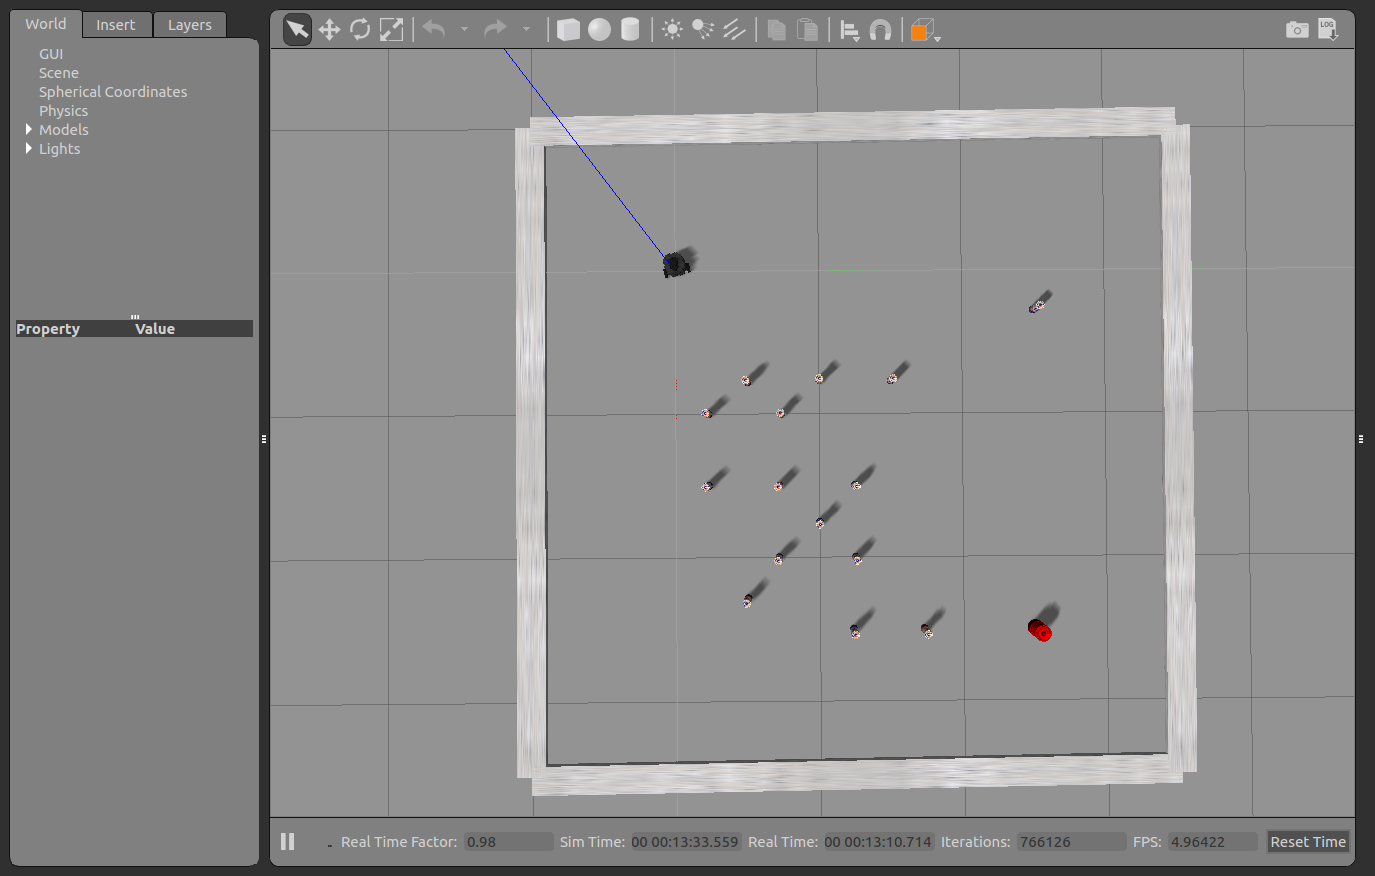 World Insert Layers
GUI
Scene
Spherical Coordinates
Physics
Models
Lights
Property Value
LOG
Real Time Factor: 0.98 Sim Time: 00 00:13:33.559 Real Time: 00 00:13:10.714 Iterations: 766126 FPS: 4.96422 Reset Time